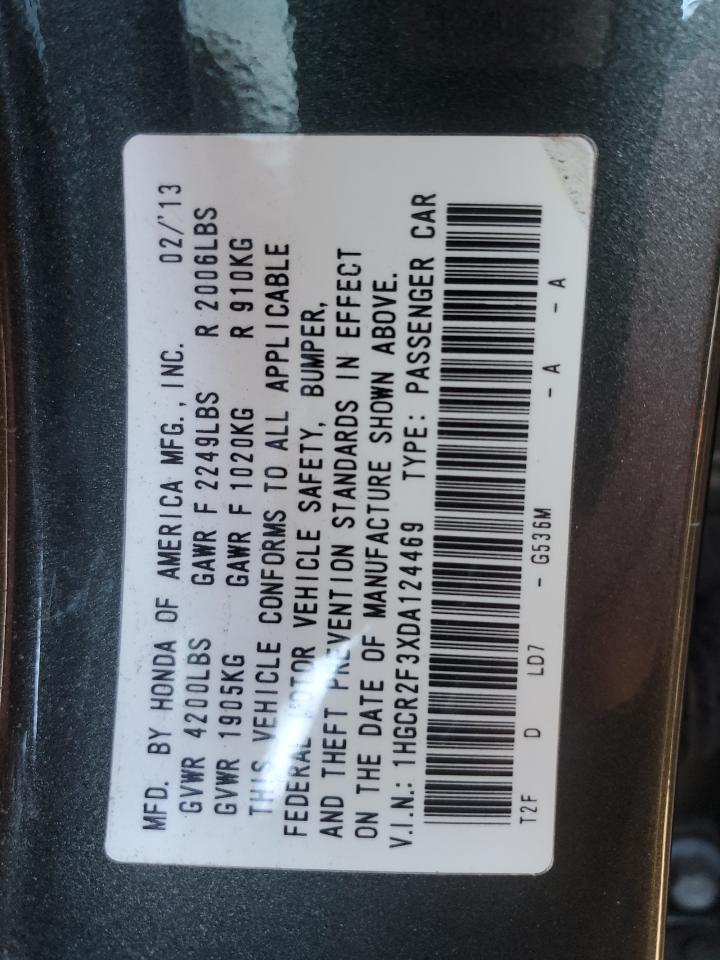 MFD. BY HONDA OF AMERICA MFG., INC. 02/'13
GVWR 4200LBS GAWR F 2249LBS R 2006LBS
GVWR 1905KG GAWR F 1020KG R 910KG
THIS VEHICLE CONFORMS TO ALL APPLICABLE
FEDERAL MOTOR VEHICLE SAFETY, BUMPER,
AND THEFT PREVENTION STANDARDS IN EFFECT
ON THE DATE OF MANUFACTURE SHOWN ABOVE.
V.I.N.: 1HGCR2F3XDA124469 TYPE: PASSENGER CAR
T2F D LD7 - G536M - A - A